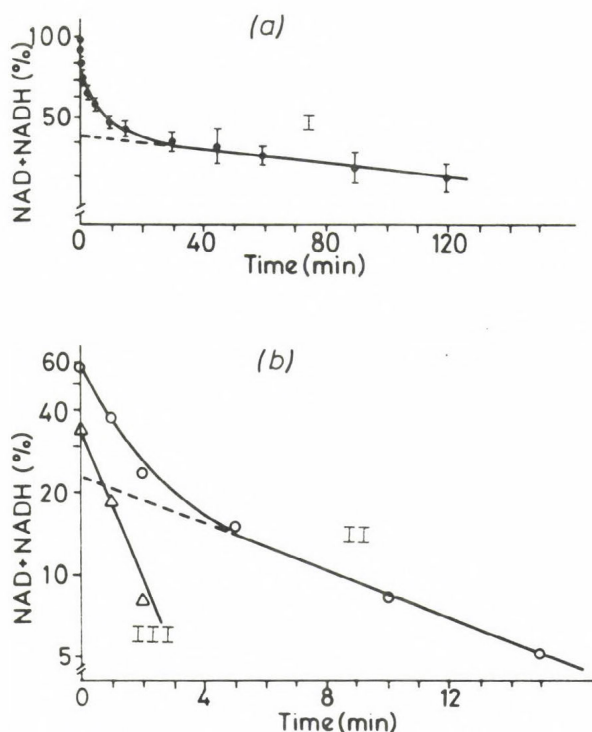 (a)
NAD+NADH (%)
100
50
I
0 40 80 120
Time (min)
(b)
NAD+NADH (%)
60
40
20
10
5
II
III
0 4 8 12
Time (min)